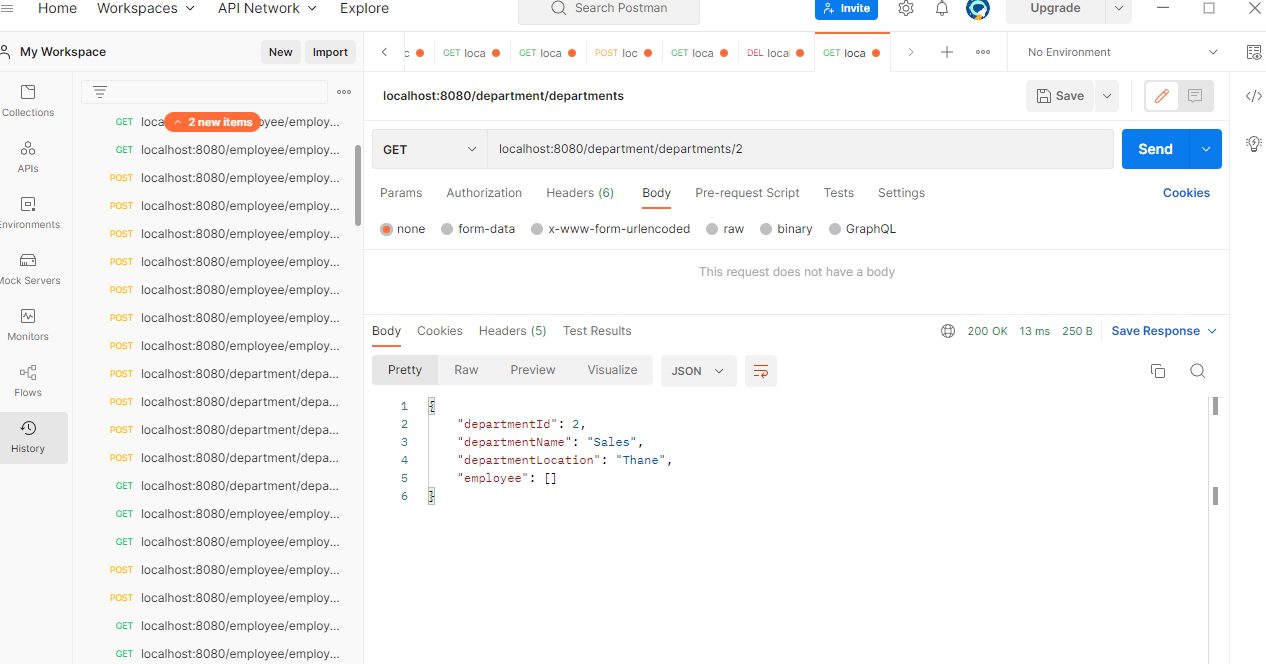 Home Workspaces API Network Explore Search Postman Invite Upgrade
My Workspace New Import
c GET loca GET loca POST loc GET loca DEL local GET loca No Environment
Collections
APIs
Environments
Mock Servers
Monitors
Flows
History
2 new items
GET loca yee/employ...
GET localhost:8080/employee/employ...
POST localhost:8080/employee/employ...
POST localhost:8080/employee/employ...
POST localhost:8080/employee/employ...
POST localhost:8080/employee/employ...
POST localhost:8080/employee/employ...
POST localhost:8080/employee/employ...
POST localhost:8080/employee/employ...
POST localhost:8080/department/depa...
POST localhost:8080/department/depa...
POST localhost:8080/department/depa...
POST localhost:8080/department/depa...
GET localhost:8080/department/depa...
GET localhost:8080/employee/employ...
GET localhost:8080/employee/employ...
POST localhost:8080/employee/employ...
POST localhost:8080/employee/employ...
GET localhost:8080/employee/employ...
GET localhost:8080/employee/employ...
localhost:8080/department/departments Save
GET localhost:8080/department/departments/2 Send
Params Authorization Headers (6) Body Pre-request Script Tests Settings Cookies
none form-data x-www-form-urlencoded raw binary GraphQL
This request does not have a body
Body Cookies Headers (5) Test Results 200 OK 13 ms 250 B Save Response
Pretty Raw Preview Visualize JSON
1 {
2 "departmentId": 2,
3 "departmentName": "Sales",
4 "departmentLocation": "Thane",
5 "employee": []
6 }